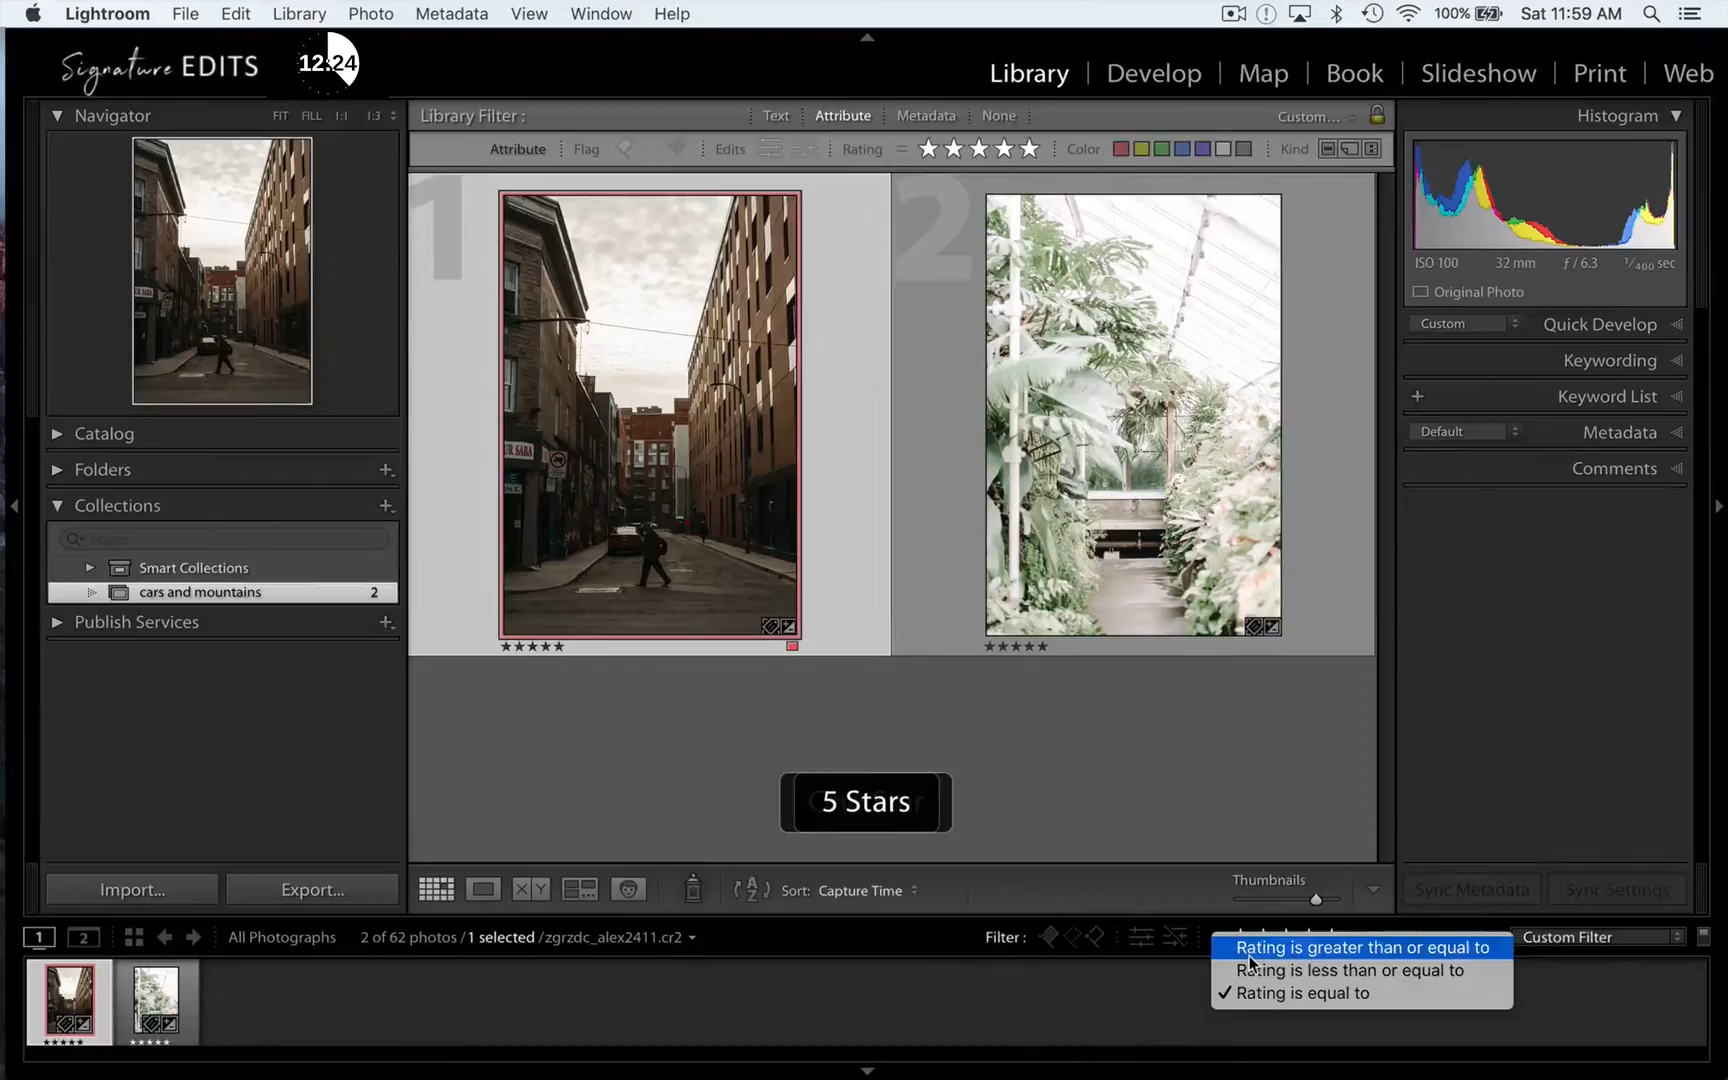 Lightroom File Edit Library Photo Metadata View Window Help 100% Sat 11:59 AM
Signature EDITS 12:24
Library | Develop | Map | Book | Slideshow | Print | Web
Navigator FIT FILL 1:1 1:3
Library Filter : Text Attribute Metadata None Custom...
Histogram
Attribute Flag Edits Rating = ★★★★★ Color Kind
1
2
ISO 100 32 mm ƒ / 6.3 1/400 sec
Original Photo
Custom Quick Develop
Keywording
+ Keyword List
Default Metadata
Comments
Catalog
Folders +
Collections +
Search
Smart Collections
cars and mountains 2
Publish Services +
UR SARA
★★★★★
★★★★★
5 Stars
Import... Export...
X Y
A Z
Sort: Capture Time
Thumbnails
Sync Metadata Sync Settings
1 2 All Photographs 2 of 62 photos / 1 selected / zgrzdc_alex2411.cr2
Filter : Custom Filter
Rating is greater than or equal to
Rating is less than or equal to
✓ Rating is equal to
★★★★★ ★★★★★